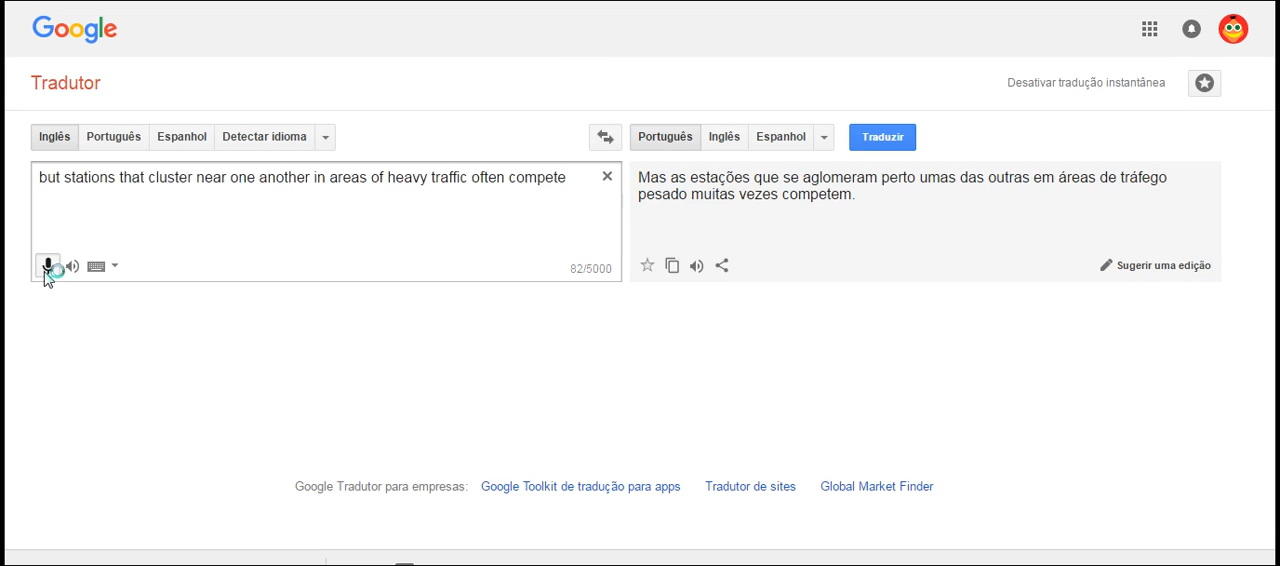 Google
Tradutor
Desativar tradução instantânea
Inglês Português Espanhol Detectar idioma
Português Inglês Espanhol Traduzir
but stations that cluster near one another in areas of heavy traffic often compete
Mas as estações que se aglomeram perto umas das outras em áreas de tráfego
pesado muitas vezes competem.
82/5000
Sugerir uma edição
Google Tradutor para empresas: Google Toolkit de tradução para apps Tradutor de sites Global Market Finder